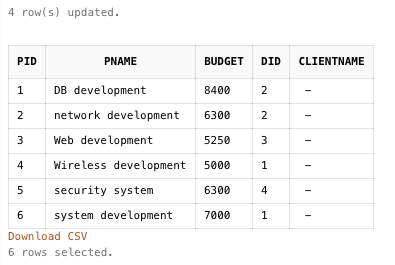 4 row(s) updated.
PID PNAME BUDGET DID CLIENTNAME
1 DB development 8400 2 –
2 network development 6300 2 –
3 Web development 5250 3 –
4 Wireless development 5000 1 –
5 security system 6300 4 –
6 system development 7000 1 –
Download CSV
6 rows selected.